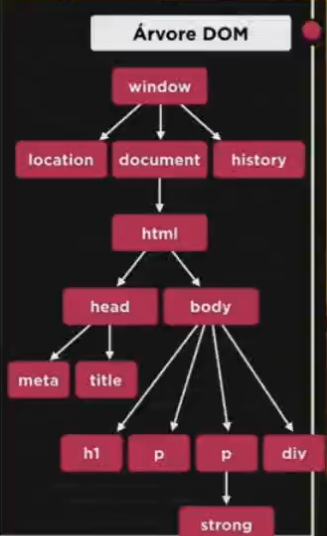 Árvore DOM
window
location document history
html
head body
meta title
h1 p p div
strong